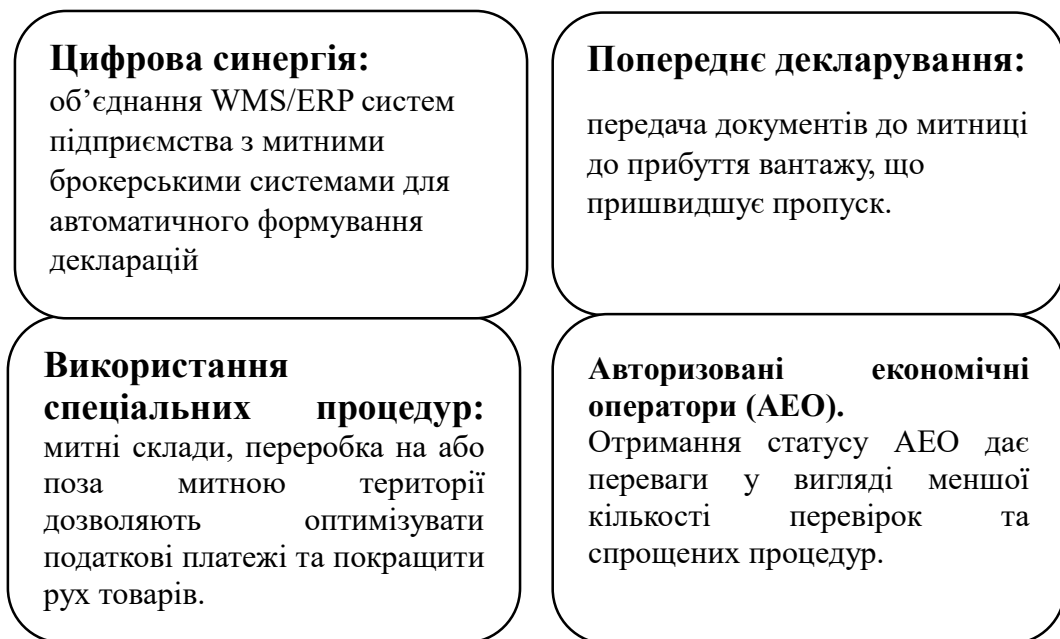 Цифрова синергія:
об’єднання WMS/ERP систем
підприємства з митними
брокерськими системами для
автоматичного формування
декларацій
Попереднє декларування:
передача документів до митниці
до прибуття вантажу, що
пришвидшує пропуск.
Використання
спеціальних процедур:
митні склади, переробка на або
поза митною території
дозволяють оптимізувати
податкові платежі та покращити
рух товарів.
Авторизовані економічні
оператори (АЕО).
Отримання статусу АЕО дає
переваги у вигляді меншої
кількості перевірок та
спрощених процедур.